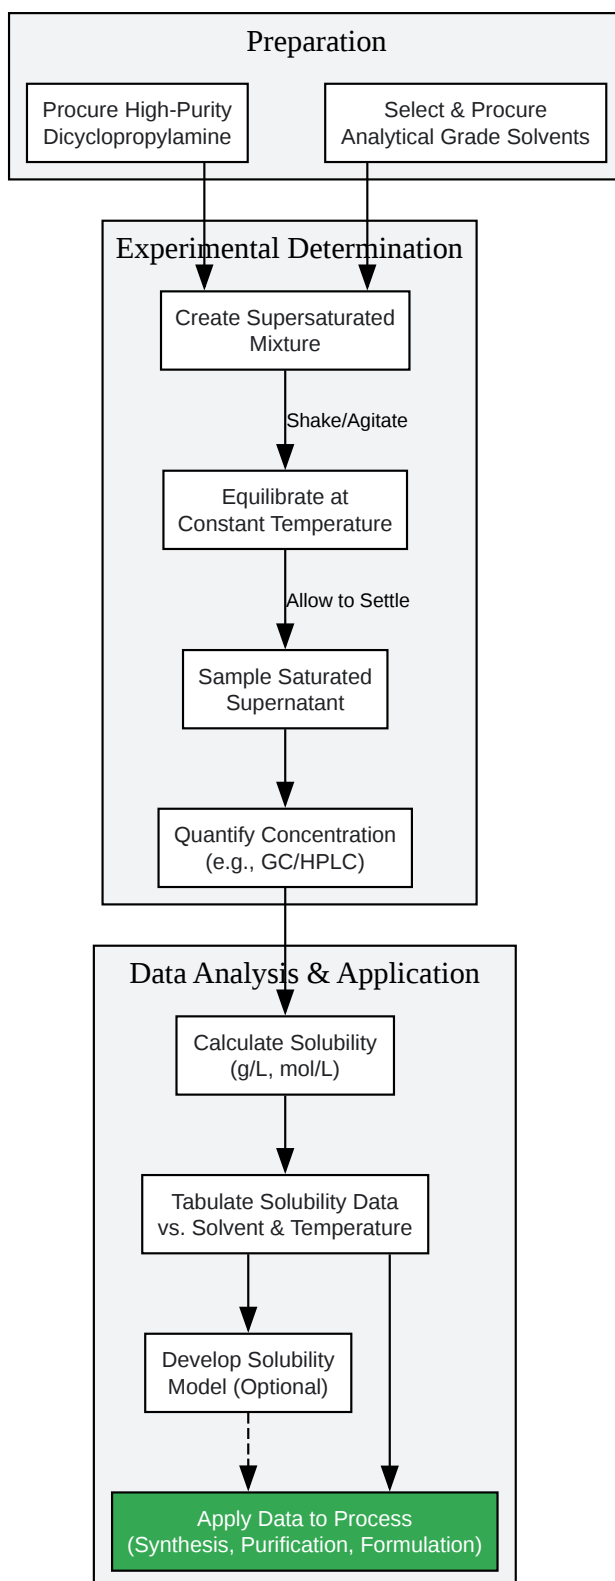 Preparation
Procure High-Purity
Dicyclopropylamine
Select & Procure
Analytical Grade Solvents
Experimental Determination
Create Supersaturated
Mixture
Shake/Agitate
Equilibrate at
Constant Temperature
Allow to Settle
Sample Saturated
Supernatant
Quantify Concentration
(e.g., GC/HPLC)
Data Analysis & Application
Calculate Solubility
(g/L, mol/L)
Tabulate Solubility Data
vs. Solvent & Temperature
Develop Solubility
Model (Optional)
Apply Data to Process
(Synthesis, Purification, Formulation)